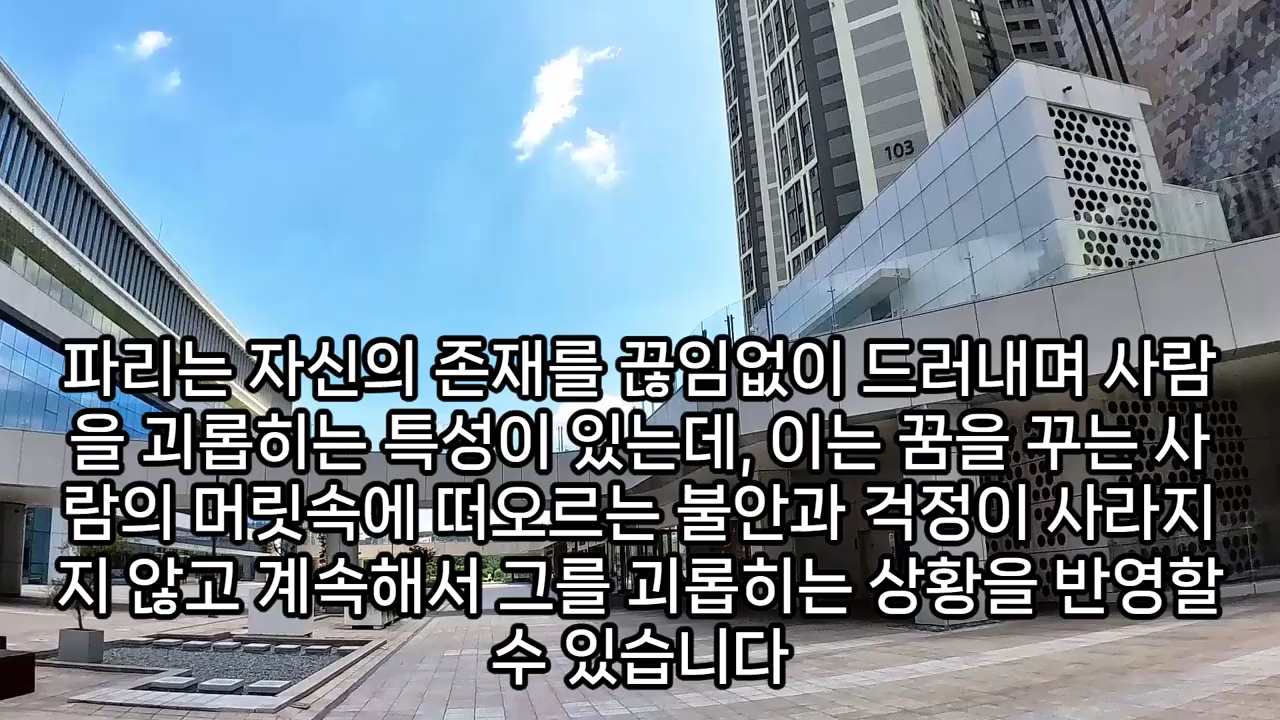 103
파리는 자신의 존재를 끊임없이 드러내며 사람
을 괴롭히는 특성이 있는데, 이는 꿈을 꾸는 사
람의 머릿속에 떠오르는 불안과 걱정이 사라지
지 않고 계속해서 그를 괴롭히는 상황을 반영할
수 있습니다